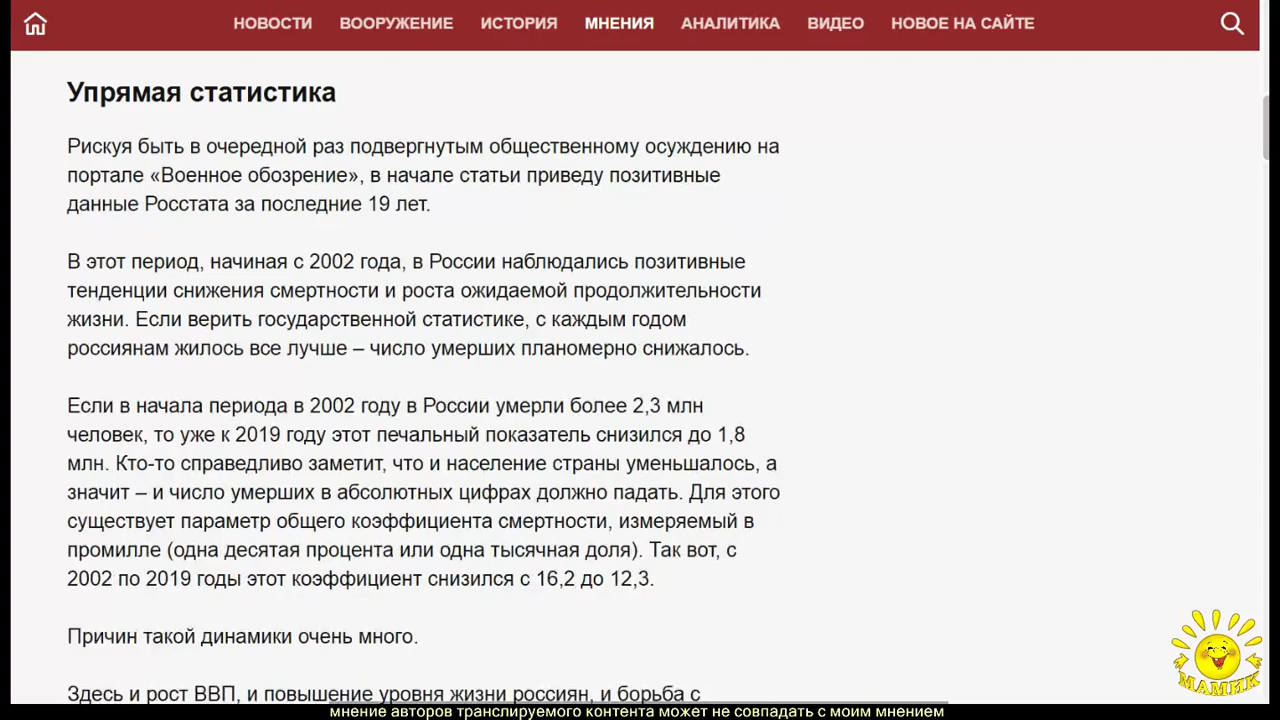 НОВОСТИ ВООРУЖЕНИЕ ИСТОРИЯ МНЕНИЯ АНАЛИТИКА ВИДЕО НОВОЕ НА САЙТЕ
Упрямая статистика
Рискуя быть в очередной раз подвергнутым общественному осуждению на
портале «Военное обозрение», в начале статьи приведу позитивные
данные Росстата за последние 19 лет.
В этот период, начиная с 2002 года, в России наблюдались позитивные
тенденции снижения смертности и роста ожидаемой продолжительности
жизни. Если верить государственной статистике, с каждым годом
россиянам жилось все лучше – число умерших планомерно снижалось.
Если в начала периода в 2002 году в России умерли более 2,3 млн
человек, то уже к 2019 году этот печальный показатель снизился до 1,8
млн. Кто-то справедливо заметит, что и население страны уменьшалось, а
значит – и число умерших в абсолютных цифрах должно падать. Для этого
существует параметр общего коэффициента смертности, измеряемый в
промилле (одна десятая процента или одна тысячная доля). Так вот, с
2002 по 2019 годы этот коэффициент снизился с 16,2 до 12,3.
Причин такой динамики очень много.
Здесь и рост ВВП, и повышение уровня жизни россиян, и борьба с
МАМИК
мнение авторов транслируемого контента может не совпадать с моим мнением